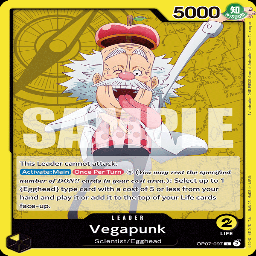 5000
知
SAMPLE
This Leader cannot attack.
Activate:Main Once Per Turn ① (You may rest the specified
number of DON!! cards in your cost area.): Select up to 1
{Egghead} type card with a cost of 5 or less from your
hand and play it or add it to the top of your Life cards
face-up.
LEADER
Vegapunk
2
LIFE
Scientist/Egghead
OP07-097 L